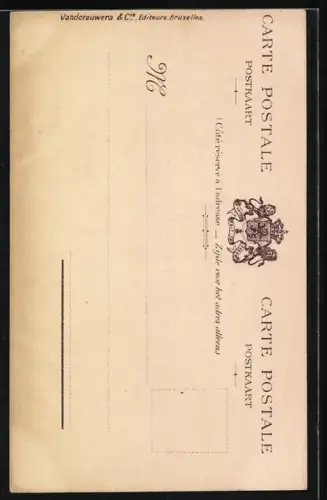 Vanderauwera & Cie, Editeurs, Bruxelles.
CARTE POSTALE CARTE POSTALE
POSTKAART POSTKAART
(Côté réservé à l'adresse — Zijde voor het adres alleen)
M